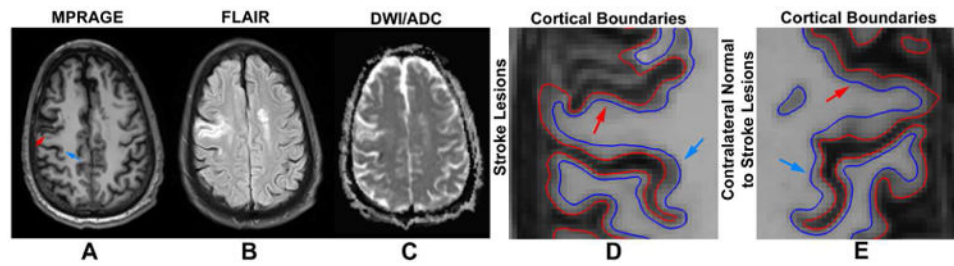 MPRAGE
FLAIR
DWI/ADC
Cortical Boundaries
Cortical Boundaries
Stroke Lesions
Contralateral Normal
to Stroke Lesions
A
B
C
D
E